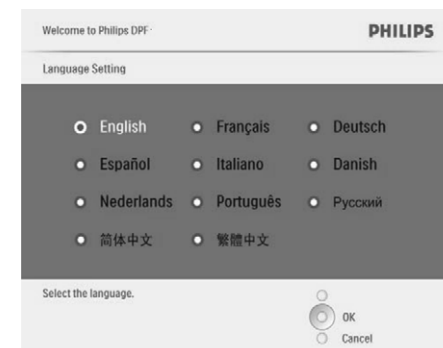 Welcome to Philips DPF
PHILIPS
Language Setting
English Français Deutsch
Español Italiano Danish
Nederlands Português Русский
简体中文 繁體中文
Select the language.
OK
Cancel